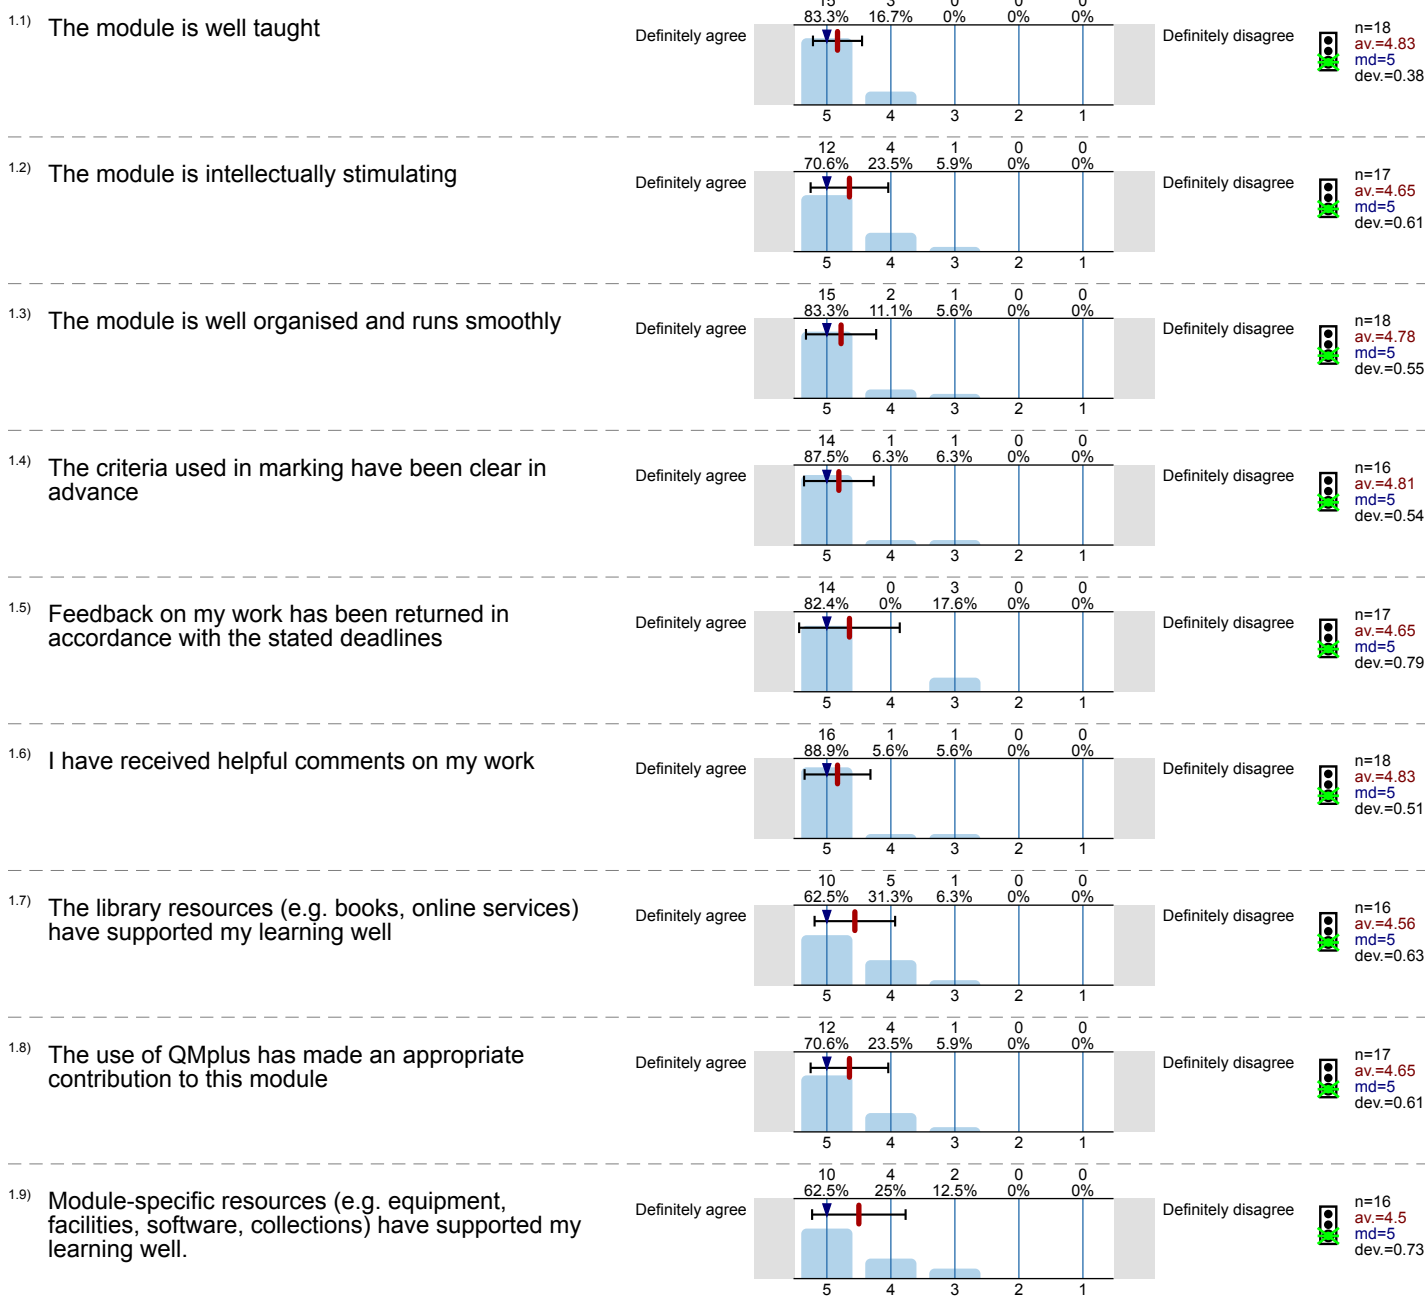 15 3 0 0 0
83.3% 16.7% 0% 0% 0%
1.1) The module is well taught
Definitely agree Definitely disagree
n=18
av.=4.83
md=5
dev.=0.38
5 4 3 2 1
12 4 1 0 0
70.6% 23.5% 5.9% 0% 0%
1.2) The module is intellectually stimulating
Definitely agree Definitely disagree
n=17
av.=4.65
md=5
dev.=0.61
5 4 3 2 1
15 2 1 0 0
83.3% 11.1% 5.6% 0% 0%
1.3) The module is well organised and runs smoothly
Definitely agree Definitely disagree
n=18
av.=4.78
md=5
dev.=0.55
5 4 3 2 1
14 1 1 0 0
87.5% 6.3% 6.3% 0% 0%
1.4) The criteria used in marking have been clear in
advance
Definitely agree Definitely disagree
n=16
av.=4.81
md=5
dev.=0.54
5 4 3 2 1
14 0 3 0 0
82.4% 0% 17.6% 0% 0%
1.5) Feedback on my work has been returned in
accordance with the stated deadlines
Definitely agree Definitely disagree
n=17
av.=4.65
md=5
dev.=0.79
5 4 3 2 1
16 1 1 0 0
88.9% 5.6% 5.6% 0% 0%
1.6) I have received helpful comments on my work
Definitely agree Definitely disagree
n=18
av.=4.83
md=5
dev.=0.51
5 4 3 2 1
10 5 1 0 0
62.5% 31.3% 6.3% 0% 0%
1.7) The library resources (e.g. books, online services)
have supported my learning well
Definitely agree Definitely disagree
n=16
av.=4.56
md=5
dev.=0.63
5 4 3 2 1
12 4 1 0 0
70.6% 23.5% 5.9% 0% 0%
1.8) The use of QMplus has made an appropriate
contribution to this module
Definitely agree Definitely disagree
n=17
av.=4.65
md=5
dev.=0.61
5 4 3 2 1
10 4 2 0 0
62.5% 25% 12.5% 0% 0%
1.9) Module-specific resources (e.g. equipment,
facilities, software, collections) have supported my
learning well.
Definitely agree Definitely disagree
n=16
av.=4.5
md=5
dev.=0.73
5 4 3 2 1